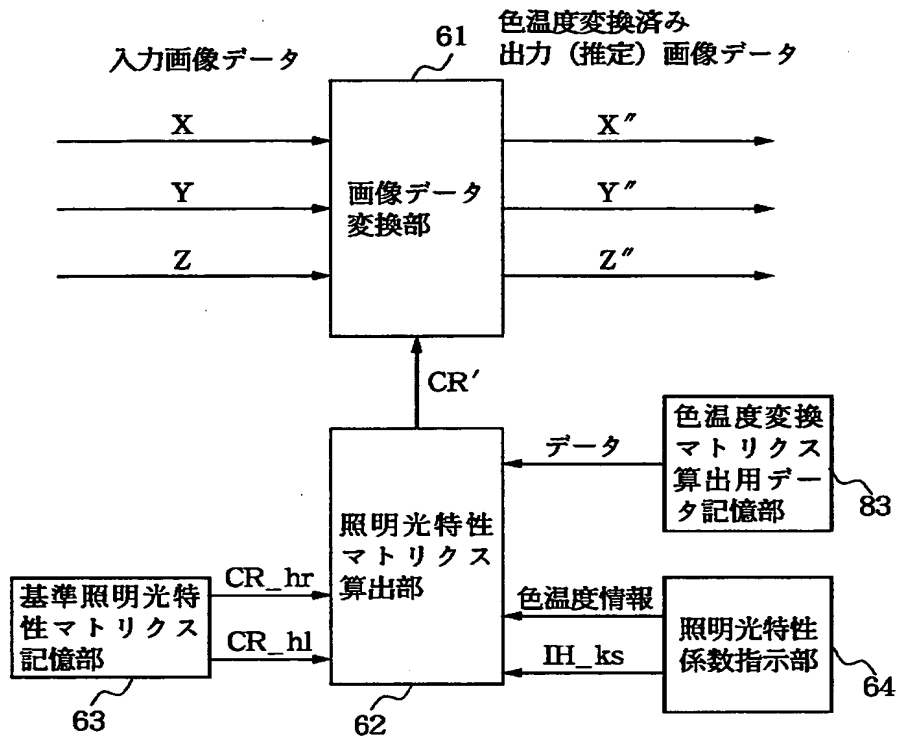 61
色温度変換済み
入力画像データ
出力（推定）画像データ
X
X″
Y
画像データ
変換部
Y″
Z
Z″
CR′
色温度変換
マトリクス
算出用デー
タ記憶部
データ
83
照明光特性
マトリクス
算出部
基準照明光特
性マトリクス
記憶部
CR_hr
CR_hl
色温度情報
IH_ks
照明光特性
係数指示部
63
62
64